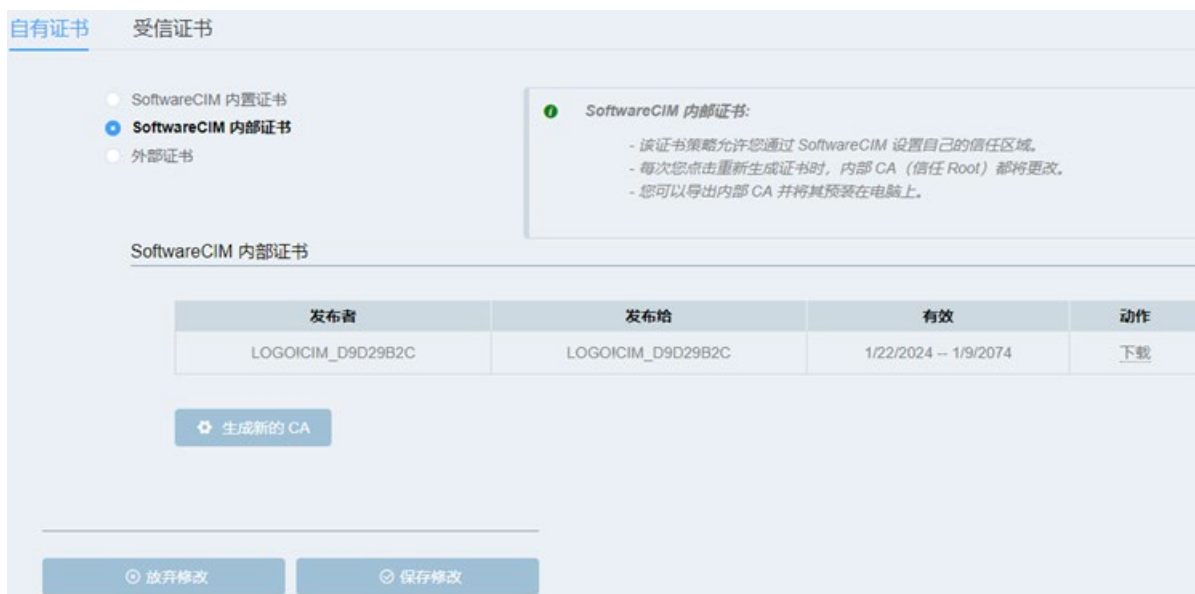 自有证书 受信证书
SoftwareCIM 内置证书
SoftwareCIM 内部证书
外部证书
SoftwareCIM 内部证书:
- 该证书策略允许您通过 SoftwareCIM 设置自己的信任区域。
- 每次您点击重新生成证书时，内部 CA（信任 Root）都将更改。
- 您可以导出内部 CA 并将其预装在电脑上。
SoftwareCIM 内部证书
发布者 发布给 有效 动作
LOGO!CIM_D9D29B2C LOGO!CIM_D9D29B2C 1/22/2024 -- 1/9/2074 下载
生成新的 CA
放弃修改 保存修改